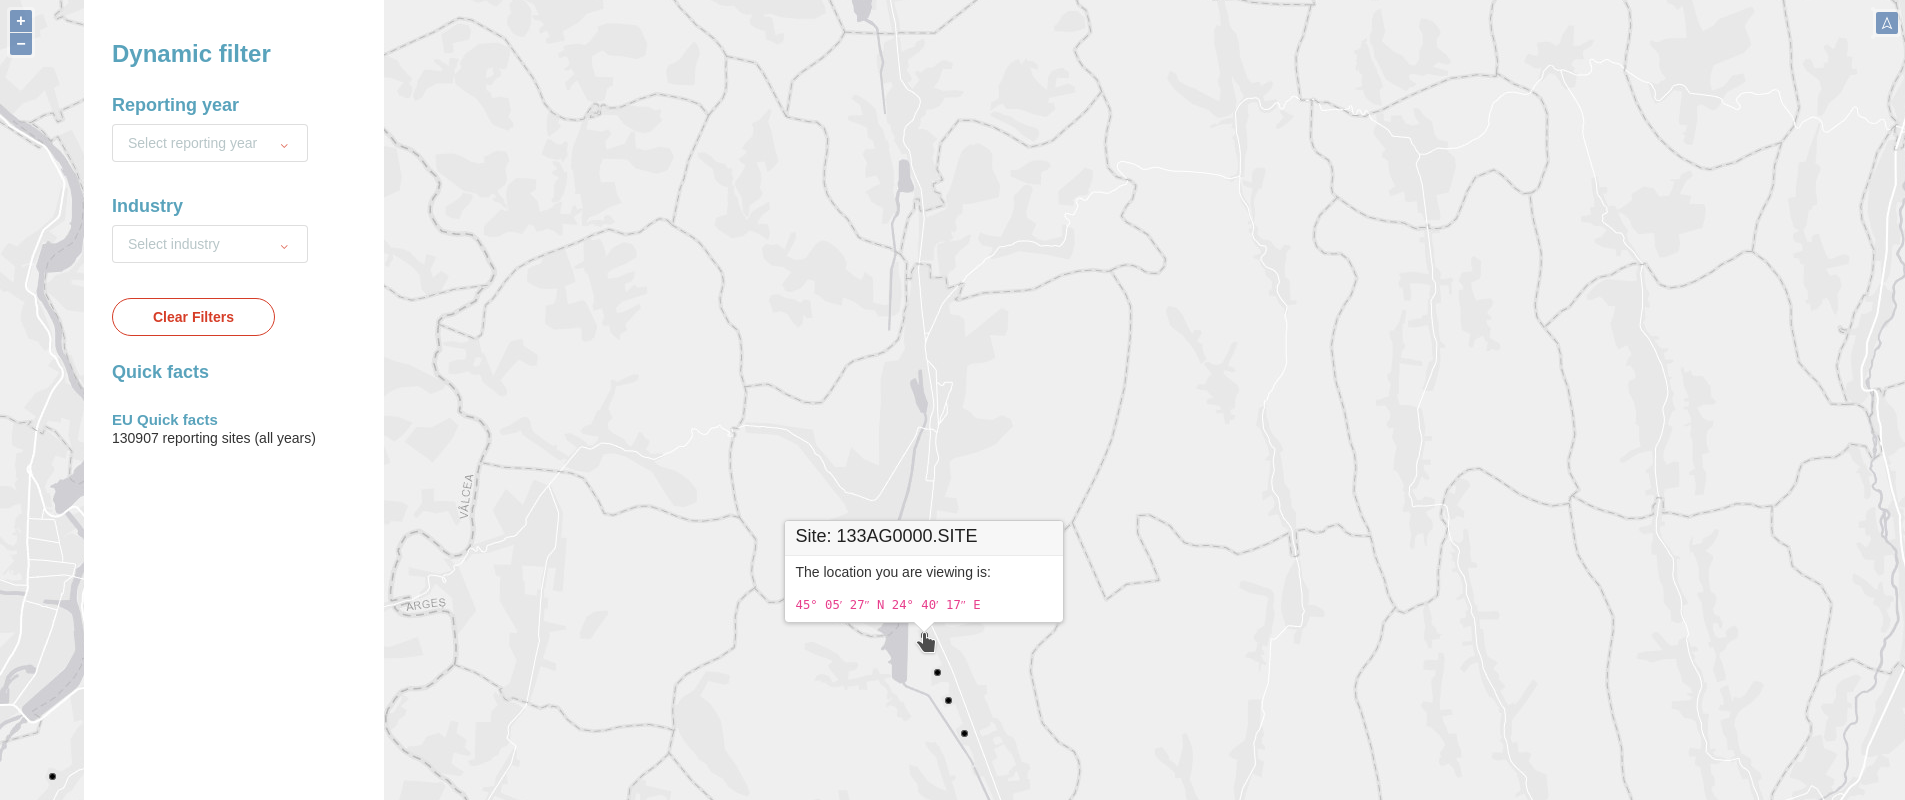 +
−
Dynamic filter
Reporting year
Select reporting year
Industry
Select industry
Clear Filters
Quick facts
EU Quick facts
130907 reporting sites (all years)
VÂLCEA
ARGEȘ
Site: 133AG0000.SITE
The location you are viewing is:
45° 05′ 27″ N 24° 40′ 17″ E